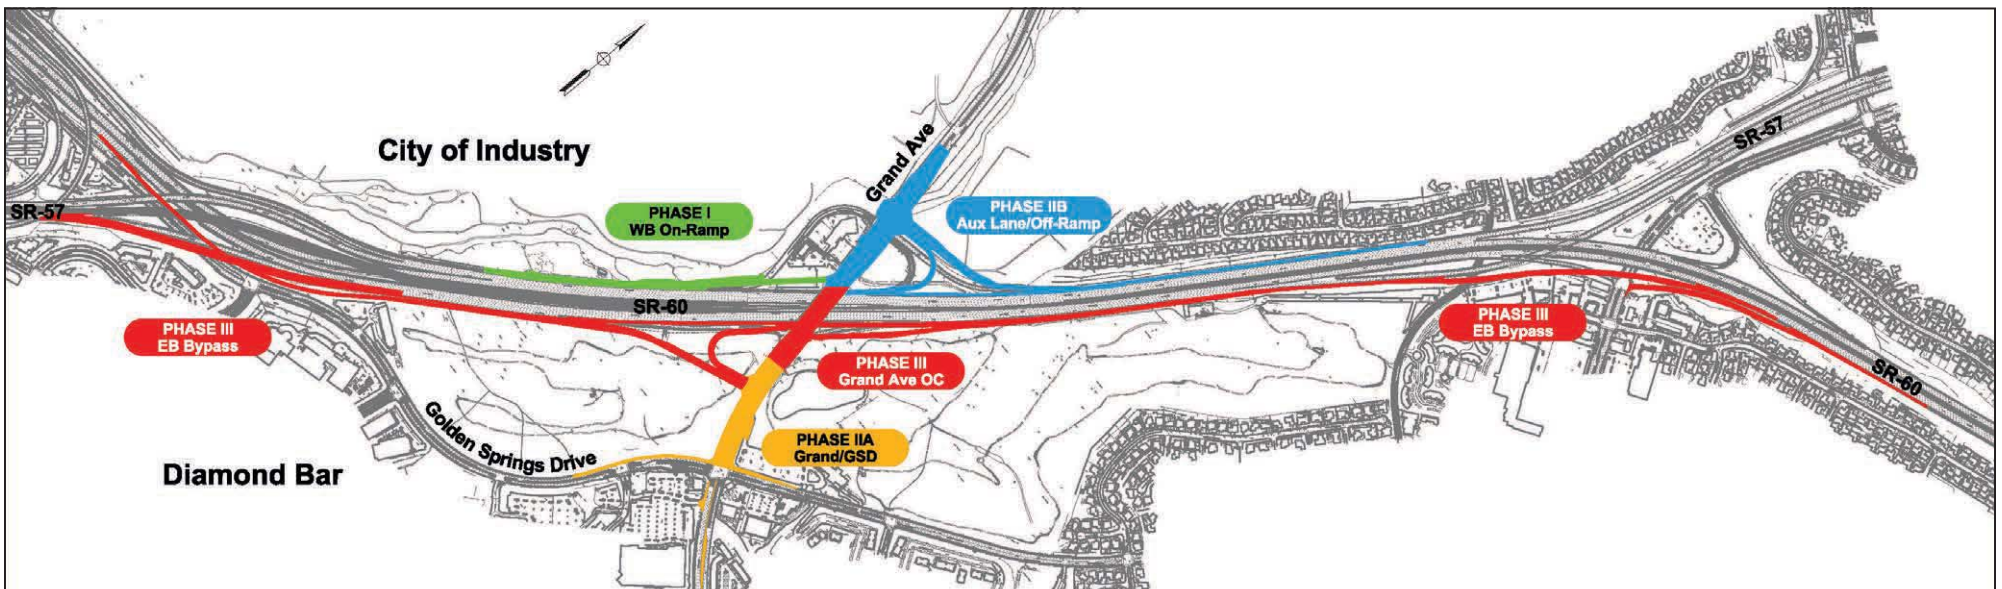 City of Industry
Grand Ave
SR-57
SR-57
PHASE I
WB On-Ramp
PHASE IIB
Aux Lane/Off-Ramp
SR-60
PHASE III
EB Bypass
PHASE III
Grand Ave OC
PHASE III
EB Bypass
SR-60
Golden Springs Drive
PHASE IIA
Grand/GSD
Diamond Bar